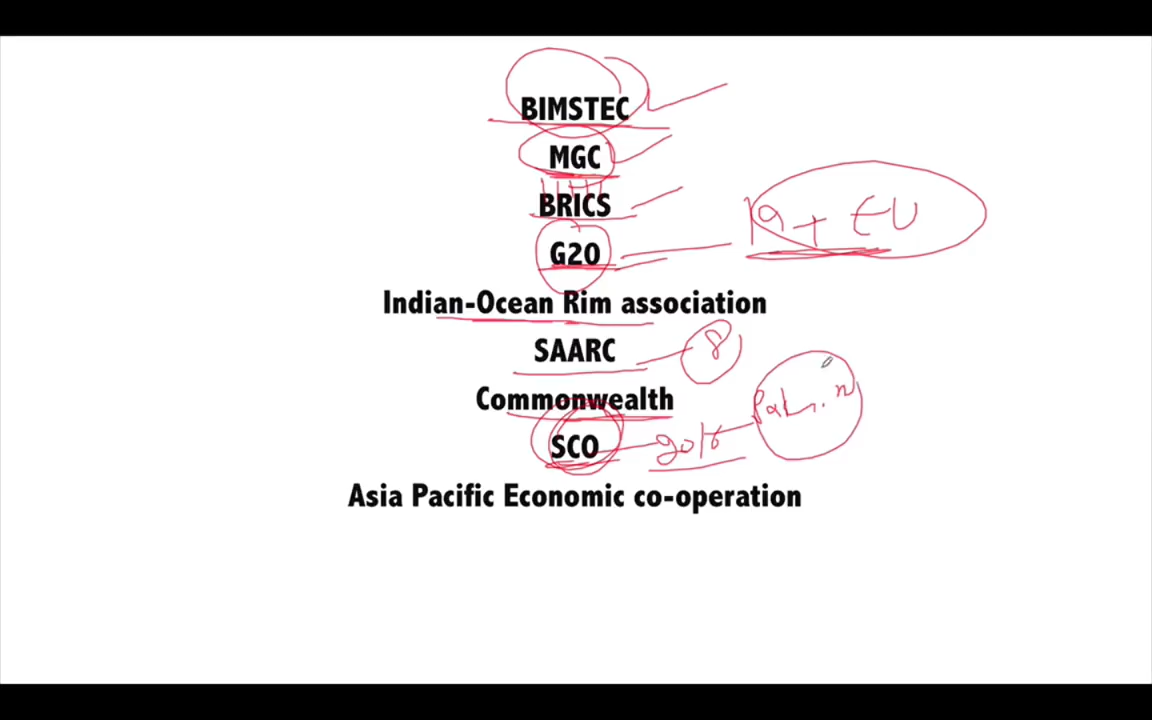 BIMSTEC
MGC
BRICS
G20 19 + EU
Indian-Ocean Rim association
SAARC 8
Commonwealth
SCO
Asia Pacific Economic co-operation